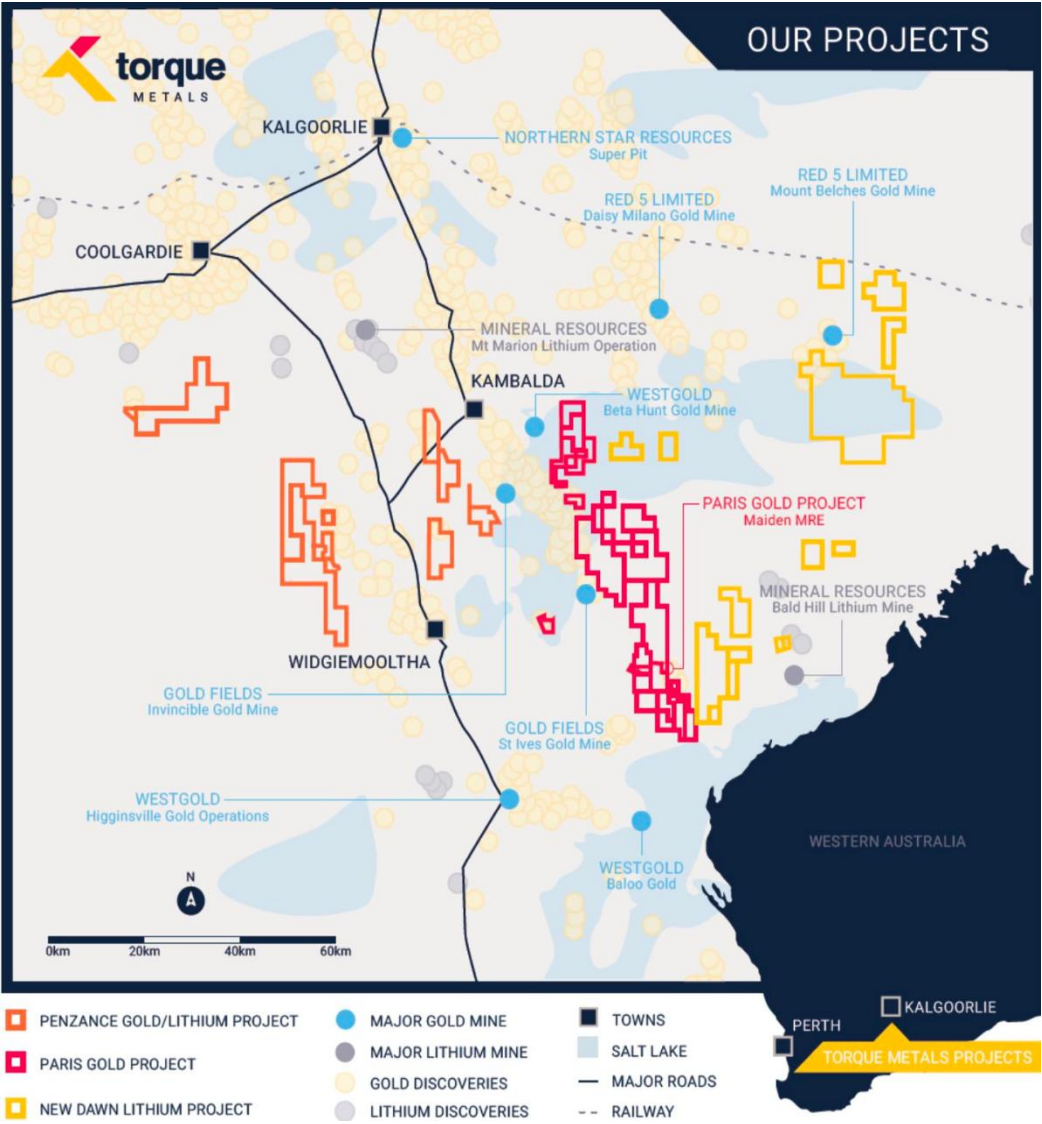 OUR PROJECTS
torque
METALS
KALGOORLIE
NORTHERN STAR RESOURCES
Super Pit
RED 5 LIMITED
Mount Belches Gold Mine
RED 5 LIMITED
Daisy Milano Gold Mine
COOLGARDIE
MINERAL RESOURCES
Mt Marion Lithium Operation
KAMBALDA
WESTGOLD
Beta Hunt Gold Mine
PARIS GOLD PROJECT
Maiden MRE
MINERAL RESOURCES
Bald Hill Lithium Mine
WIDGIEMOOLTHA
GOLD FIELDS
Invincible Gold Mine
GOLD FIELDS
St Ives Gold Mine
WESTGOLD
Higginsville Gold Operations
WESTGOLD
Baloo Gold
WESTERN AUSTRALIA
N
0km 20km 40km 60km
PENZANCE GOLD/LITHIUM PROJECT
PARIS GOLD PROJECT
NEW DAWN LITHIUM PROJECT
MAJOR GOLD MINE
MAJOR LITHIUM MINE
GOLD DISCOVERIES
LITHIUM DISCOVERIES
TOWNS
SALT LAKE
MAJOR ROADS
RAILWAY
KALGOORLIE
PERTH
TORQUE METALS PROJECTS